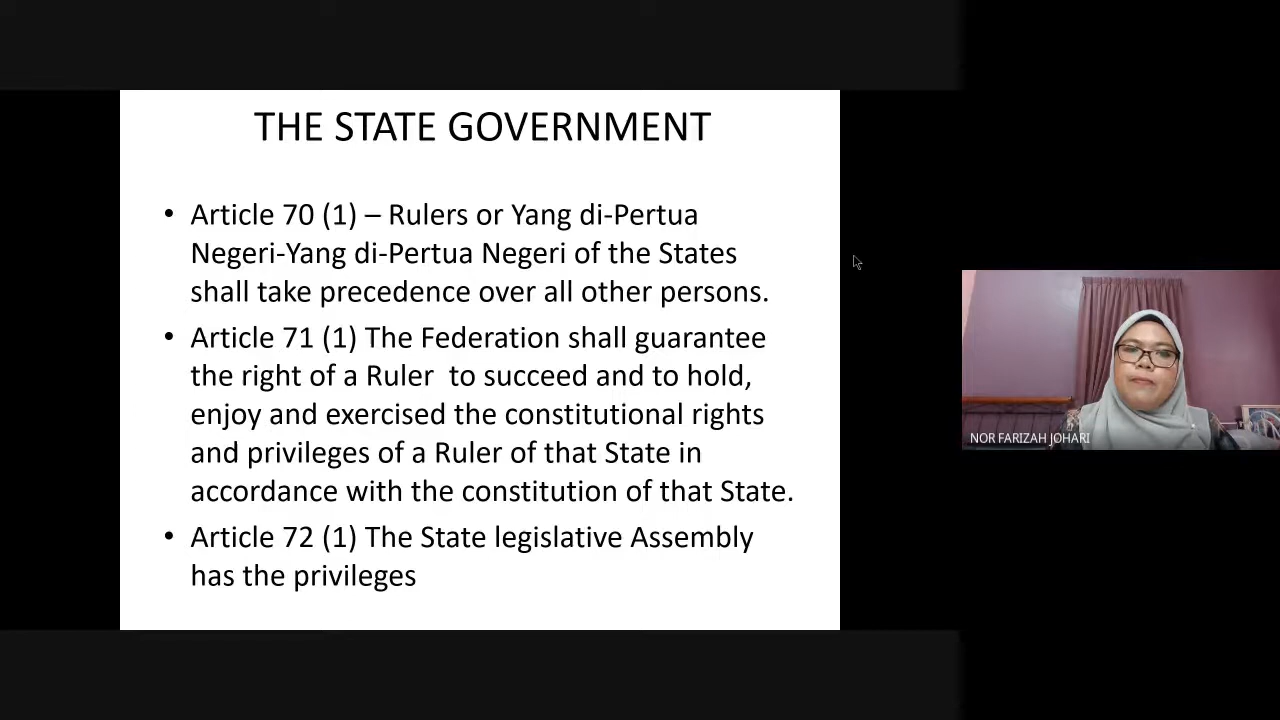 THE STATE GOVERNMENT
• Article 70 (1) – Rulers or Yang di-Pertua
Negeri-Yang di-Pertua Negeri of the States
shall take precedence over all other persons.
• Article 71 (1) The Federation shall guarantee
the right of a Ruler  to succeed and to hold,
enjoy and exercised the constitutional rights
and privileges of a Ruler of that State in
accordance with the constitution of that State.
• Article 72 (1) The State legislative Assembly
has the privileges
NOR FARIZAH JOHARI